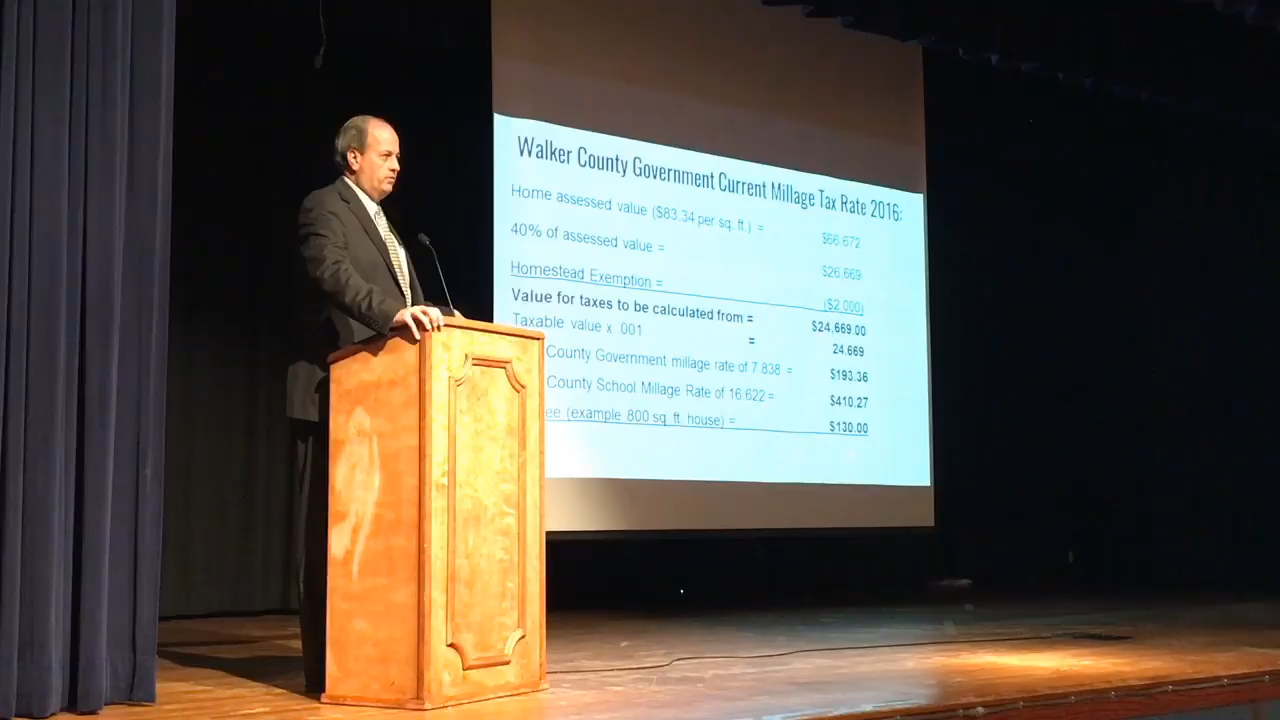 Walker County Government Current Millage Tax Rate 2016:
Home assessed value ($83.34 per sq. ft.) = $66,672
40% of assessed value = $26,669
Homestead Exemption = ($2,000)
Value for taxes to be calculated from = $24,669.00
Taxable value x .001 = 24.669
County Government millage rate of 7.838 = $193.36
County School Millage Rate of 16.622 = $410.27
ee (example 800 sq. ft. house) = $130.00